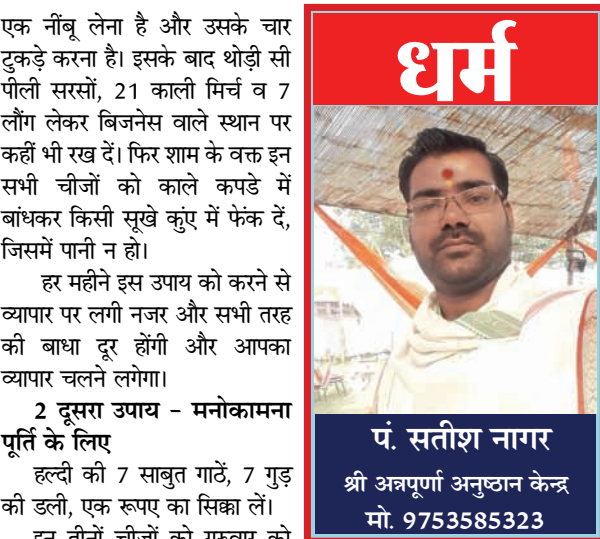 एक नींबू लेना है और उसके चार
टुकड़े करना है। इसके बाद थोड़ी सी
पीली सरसों, 21 काली मिर्च व 7
लौंग लेकर बिजनेस वाले स्थान पर
कहीं भी रख दें। फिर शाम के वक्त इन
सभी चीजों को काले कपडे में
बांधकर किसी सूखे कुंए में फेंक दें,
जिसमें पानी न हो।
हर महीने इस उपाय को करने से
व्यापार पर लगी नजर और सभी तरह
की बाधा दूर होंगी और आपका
व्यापार चलने लगेगा।
2 दूसरा उपाय - मनोकामना
पूर्ति के लिए
हल्दी की 7 साबुत गाठें, 7 गुड़
की डली, एक रूपए का सिक्का लें।
इन तीनों चीजों को गुरुवार को
धर्म
पं. सतीश नागर
श्री अन्नपूर्णा अनुष्ठान केन्द्र
मो. 9753585323